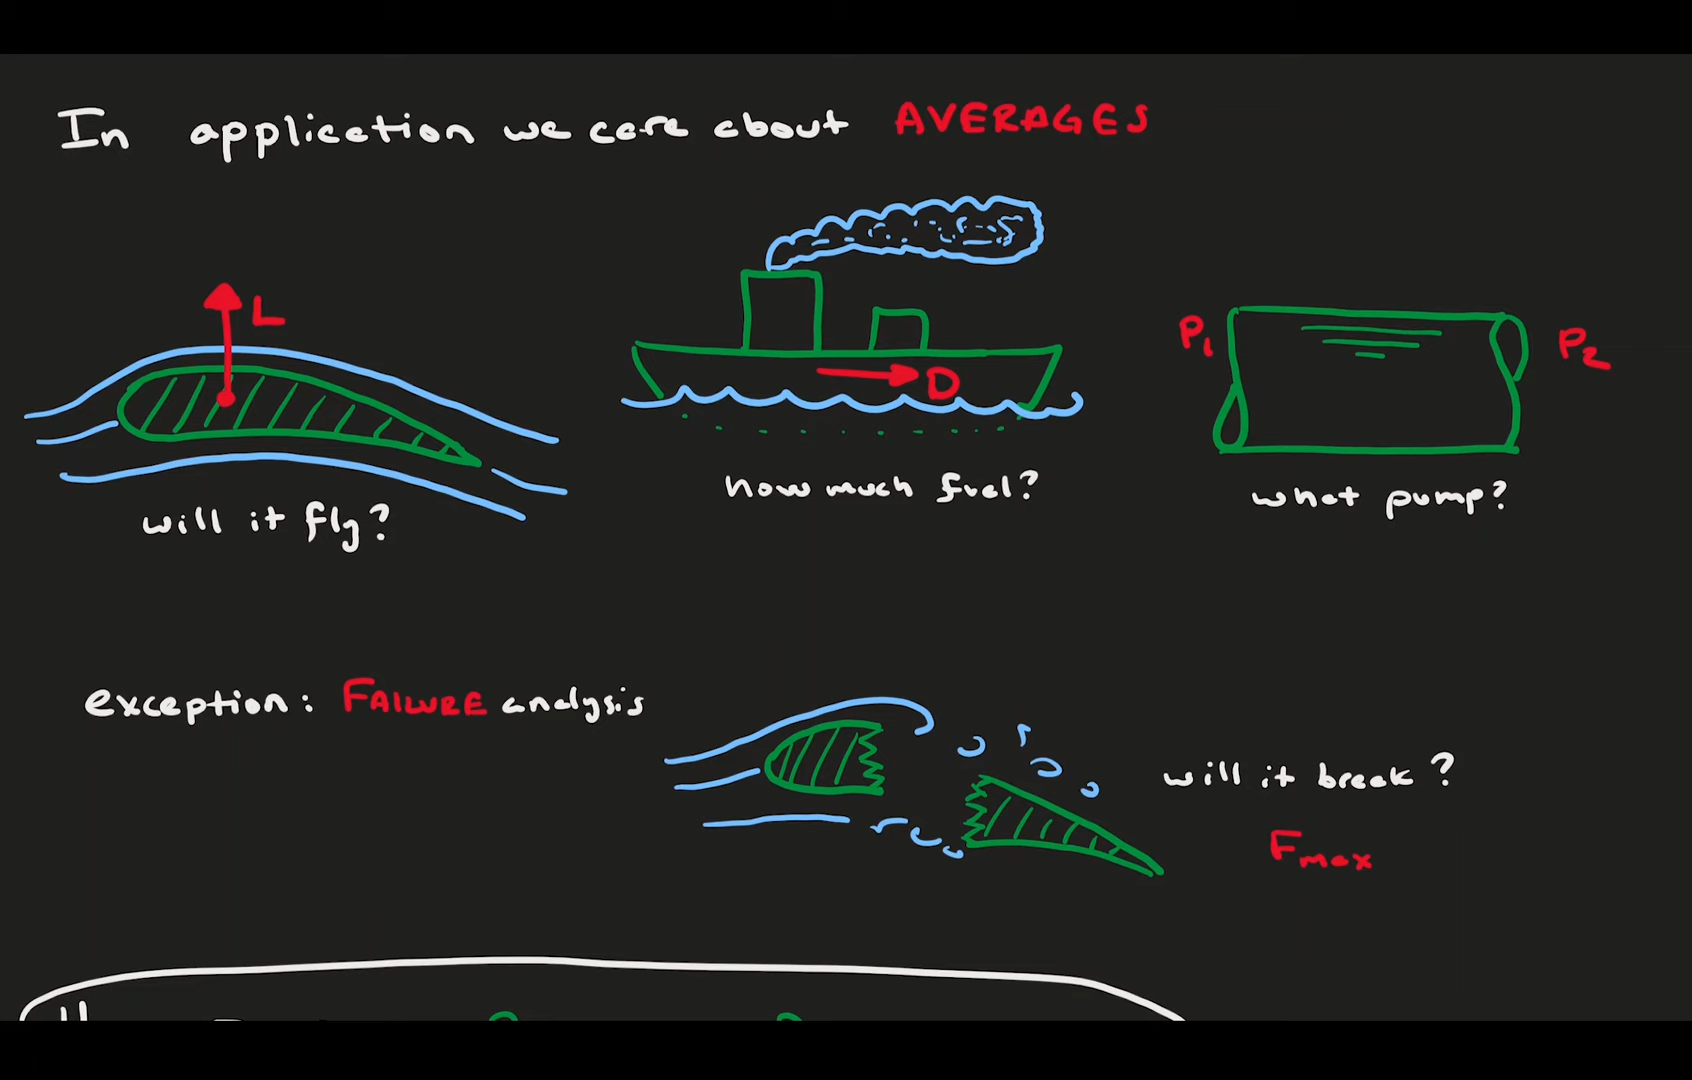 In application we care about AVERAGES
L
D
P1
P2
will it fly?
how much fuel?
what pump?
exception: FAILURE analysis
will it break?
Fmax